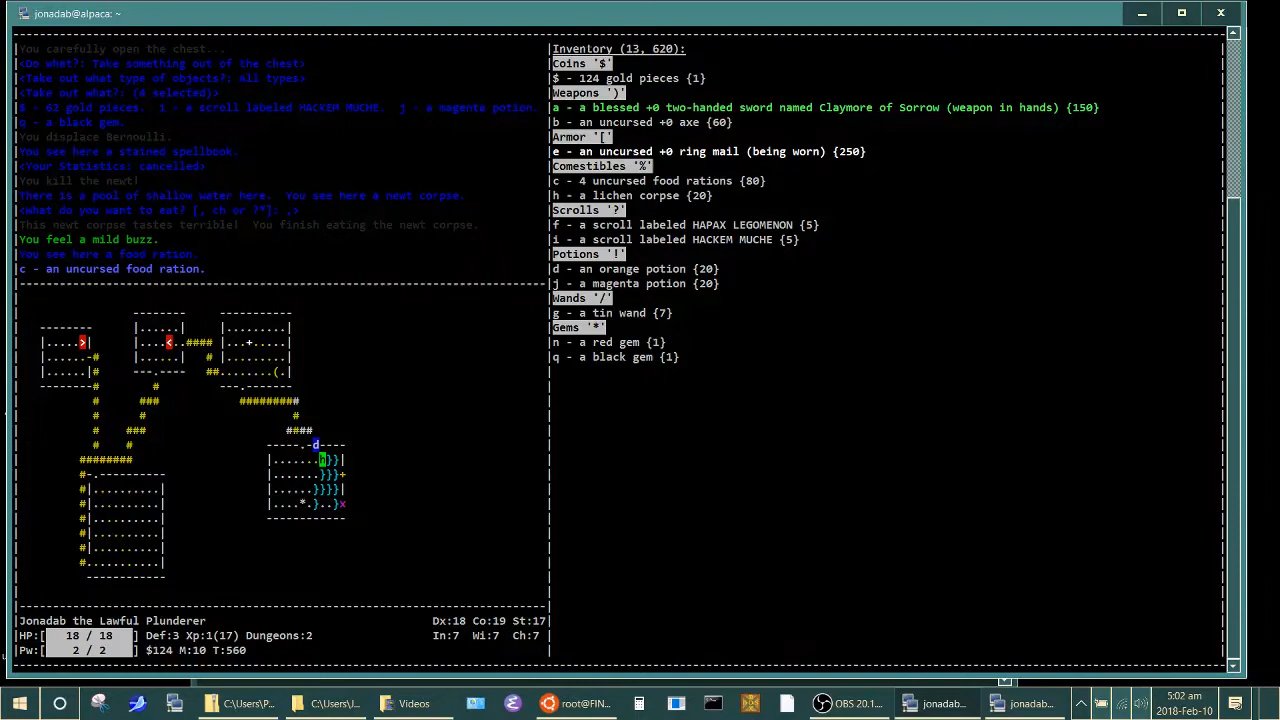 jonadab@alpaca: ~
You carefully open the chest...
<Do what?: Take something out of the chest>
<Take out what type of objects?: All types>
<Take out what?: (4 selected)>
$ - 62 gold pieces.  i - a scroll labeled HACKEM MUCHE.  j - a magenta potion.
q - a black gem.
You displace Bernoulli.
You see here a stained spellbook.
<Your Statistics: cancelled>
You kill the newt!
There is a pool of shallow water here.  You see here a newt corpse.
<What do you want to eat? [, ch or ?*]: ,>
This newt corpse tastes terrible!  You finish eating the newt corpse.
You feel a mild buzz.
You see here a food ration.
c - an uncursed food ration.
Jonadab the Lawful Plunderer Dx:18 Co:19 St:17
HP:[ 18 / 18 ] Def:3 Xp:1(17) Dungeons:2 In:7 Wi:7 Ch:7
Pw:[ 2 / 2 ] $124 M:10 T:560
Inventory (13, 620):
Coins '$'
$ - 124 gold pieces {1}
Weapons ')'
a - a blessed +0 two-handed sword named Claymore of Sorrow (weapon in hands) {150}
b - an uncursed +0 axe {60}
Armor '['
e - an uncursed +0 ring mail (being worn) {250}
Comestibles '%'
c - 4 uncursed food rations {80}
h - a lichen corpse {20}
Scrolls '?'
f - a scroll labeled HAPAX LEGOMENON {5}
i - a scroll labeled HACKEM MUCHE {5}
Potions '!'
d - an orange potion {20}
j - a magenta potion {20}
Wands '/'
g - a tin wand {7}
Gems '*'
n - a red gem {1}
q - a black gem {1}
C:\Users\P...
C:\Users\J...
Videos
root@FIN...
OBS 20.1...
jonadab...
jonadab...
5:02 am
2018-Feb-10